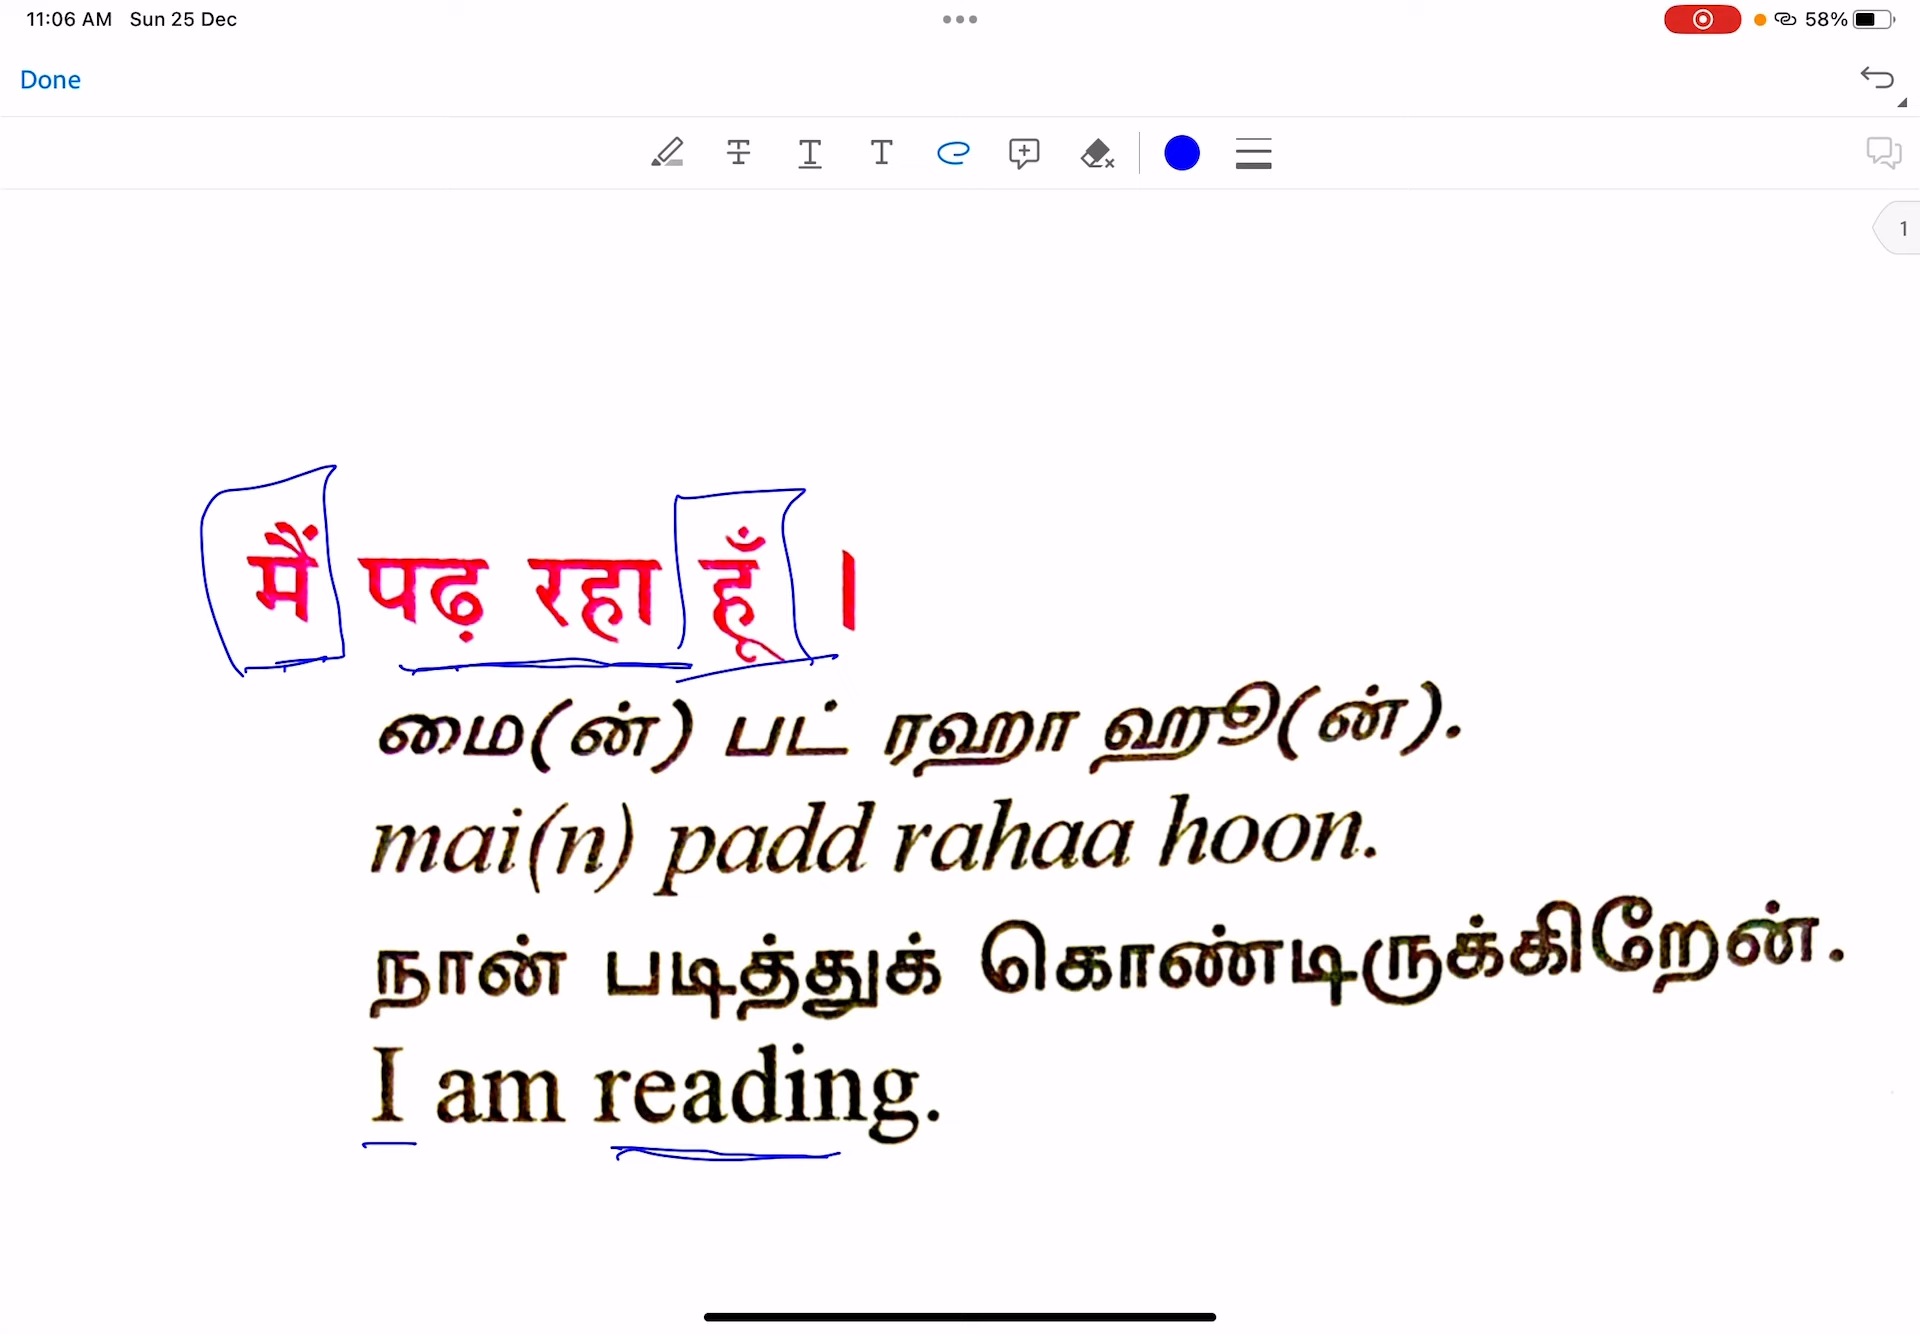 11:06 AM Sun 25 Dec
58%
Done
T T T
1
मैं पढ़ रहा हूँ ।
மை(ன்) பட் ரஹா ஹூ(ன்).
mai(n) padd rahaa hoon.
நான் படித்துக் கொண்டிருக்கிறேன்.
I am reading.